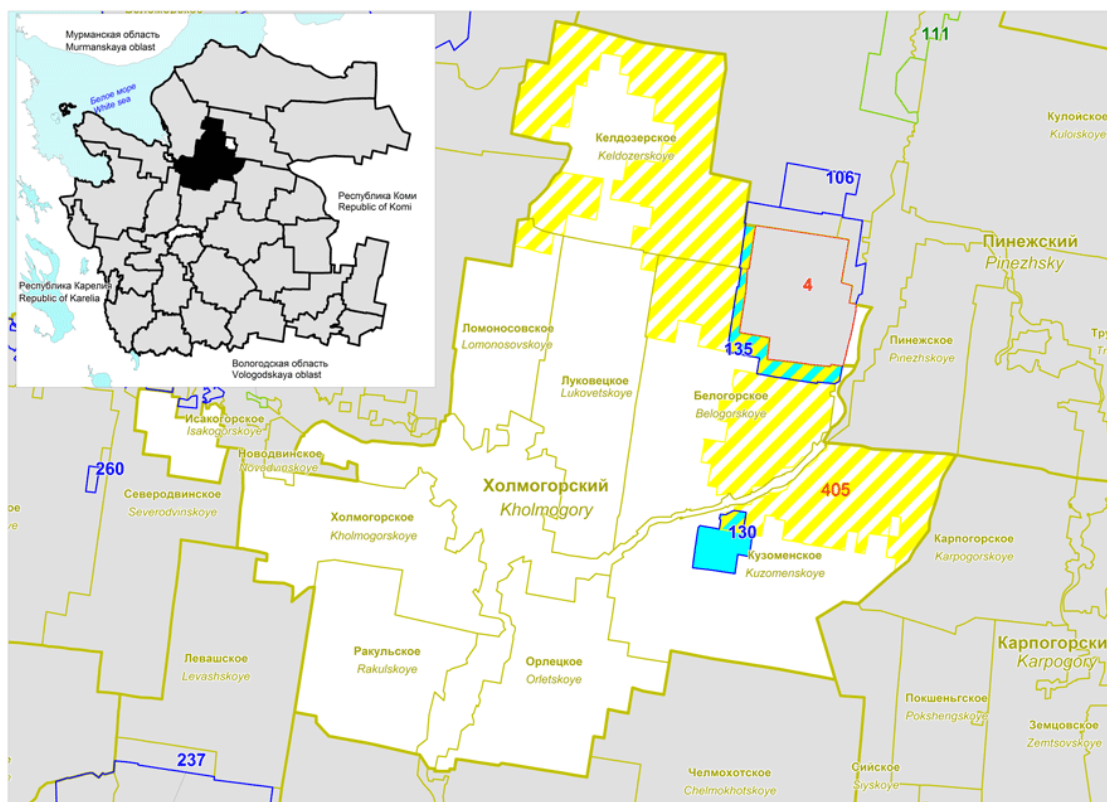 Мурманская область
Murmanskaya oblast
Белое море
White sea
Республика Коми
Republic of Komi
Республика Карелия
Republic of Karelia
Вологодская область
Vologodskaya oblast
111
Кулойское
Kuloiskoye
Келдозерское
Keldozerskoye
106
Пинежский
Pinezhsky
4
Ломоносовское
Lomonosovskoye
135
Пинежское
Pinezhskoye
Луковецкое
Lukovetskoye
Белогорское
Belogorskoye
Исакогорское
Isakogorskoye
Новодвинское
Novodvinskoye
260
Северодвинское
Severodvinskoye
Холмогорский
Kholmogory
405
Холмогорское
Kholmogorskoye
130
Кузоменское
Kuzomenskoye
Карпогорское
Karpogorskoye
Левашское
Levashskoye
Ракульское
Rakulskoye
Орлецкое
Orletskoye
Карпогорский
Karpogory
Покшеньгское
Pokshengskoye
Земцовское
Zemtsovskoye
237
Челмохотское
Chelmokhotskoye
Сийское
Siyskoye